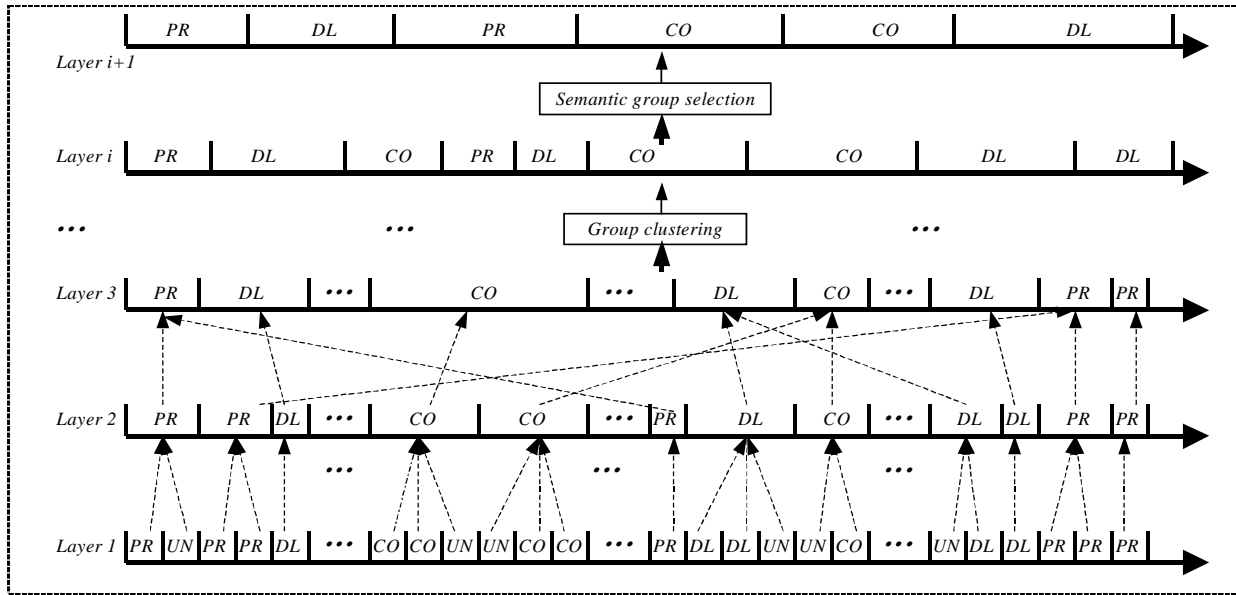 PR DL PR CO CO DL
Layer i+1
Semantic group selection
Layer i PR DL CO PR DL CO CO DL DL
... ... ...
Group clustering
Layer 3 PR DL ... CO ... DL CO ... DL PR PR
Layer 2 PR PR DL ... CO CO ... PR DL CO ... DL DL PR PR
... ... ...
Layer 1 PR UN PR PR DL ... CO CO UN UN CO CO ... PR DL DL UN UN CO ... UN DL DL PR PR PR